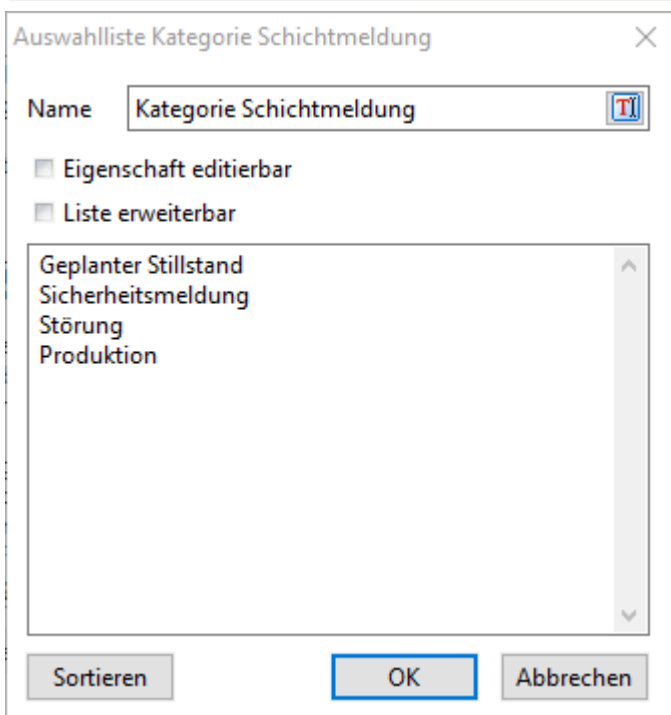 Auswahlliste Kategorie Schichtmeldung
Name Kategorie Schichtmeldung
Eigenschaft editierbar
Liste erweiterbar
Geplanter Stillstand
Sicherheitsmeldung
Störung
Produktion
Sortieren OK Abbrechen